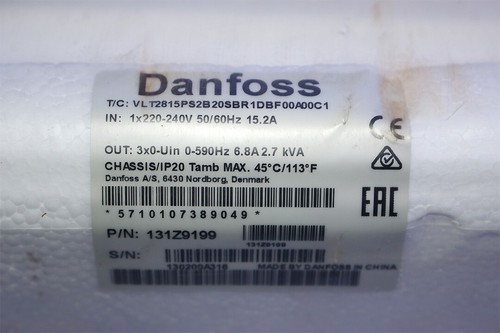 Danfoss
T/C: VLT2815PS2B20SBR1DBF00A00C1
IN: 1x220-240V 50/60Hz 15.2A
CE
OUT: 3x0-Uin 0-590Hz 6.8A 2.7 kVA
CHASSIS/IP20 Tamb MAX. 45°C/113°F
Danfoss A/S, 6430 Nordborg, Denmark
EAC
* 5710107389049 *
P/N: 131Z9199
131Z9199
S/N:
MADE BY DANFOSS IN CHINA